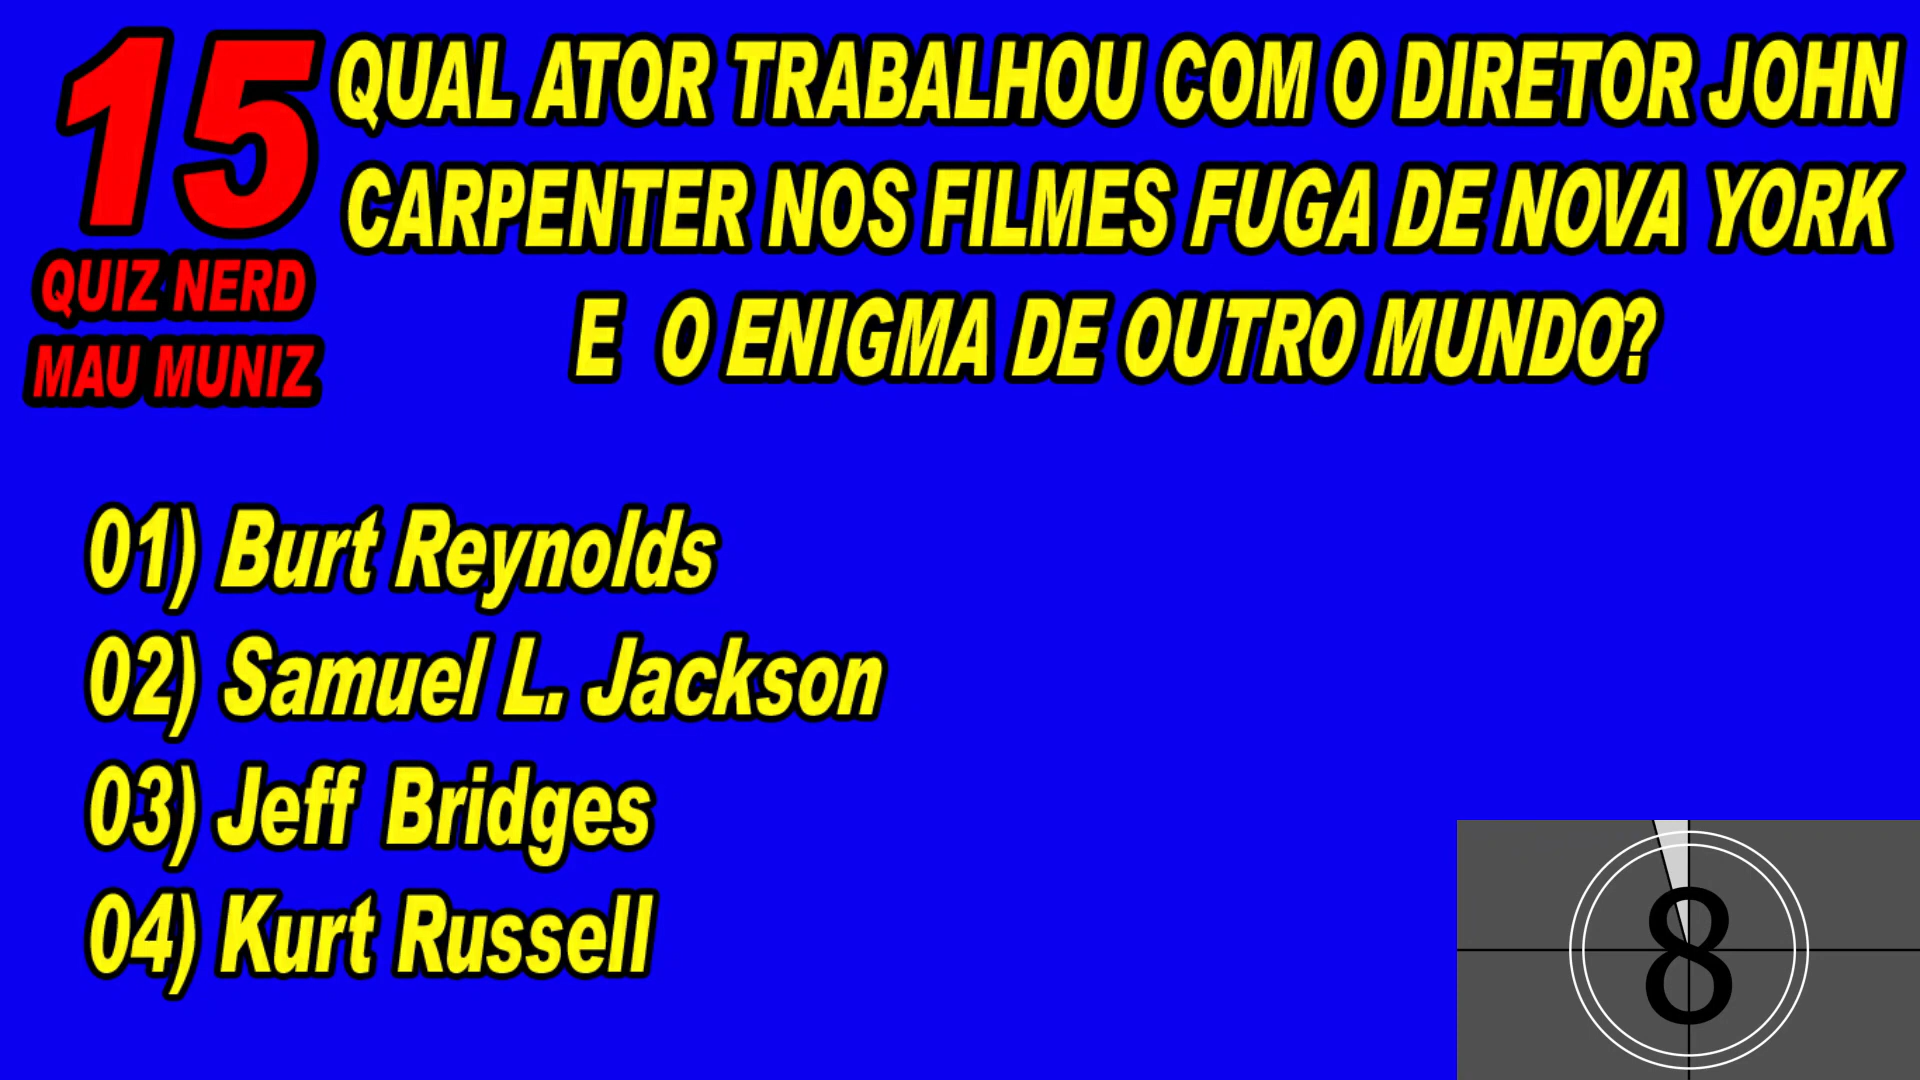 15
QUIZ NERD
MAU MUNIZ
QUAL ATOR TRABALHOU COM O DIRETOR JOHN
CARPENTER NOS FILMES FUGA DE NOVA YORK
E O ENIGMA DE OUTRO MUNDO?
01) Burt Reynolds
02) Samuel L. Jackson
03) Jeff Bridges
04) Kurt Russell
8